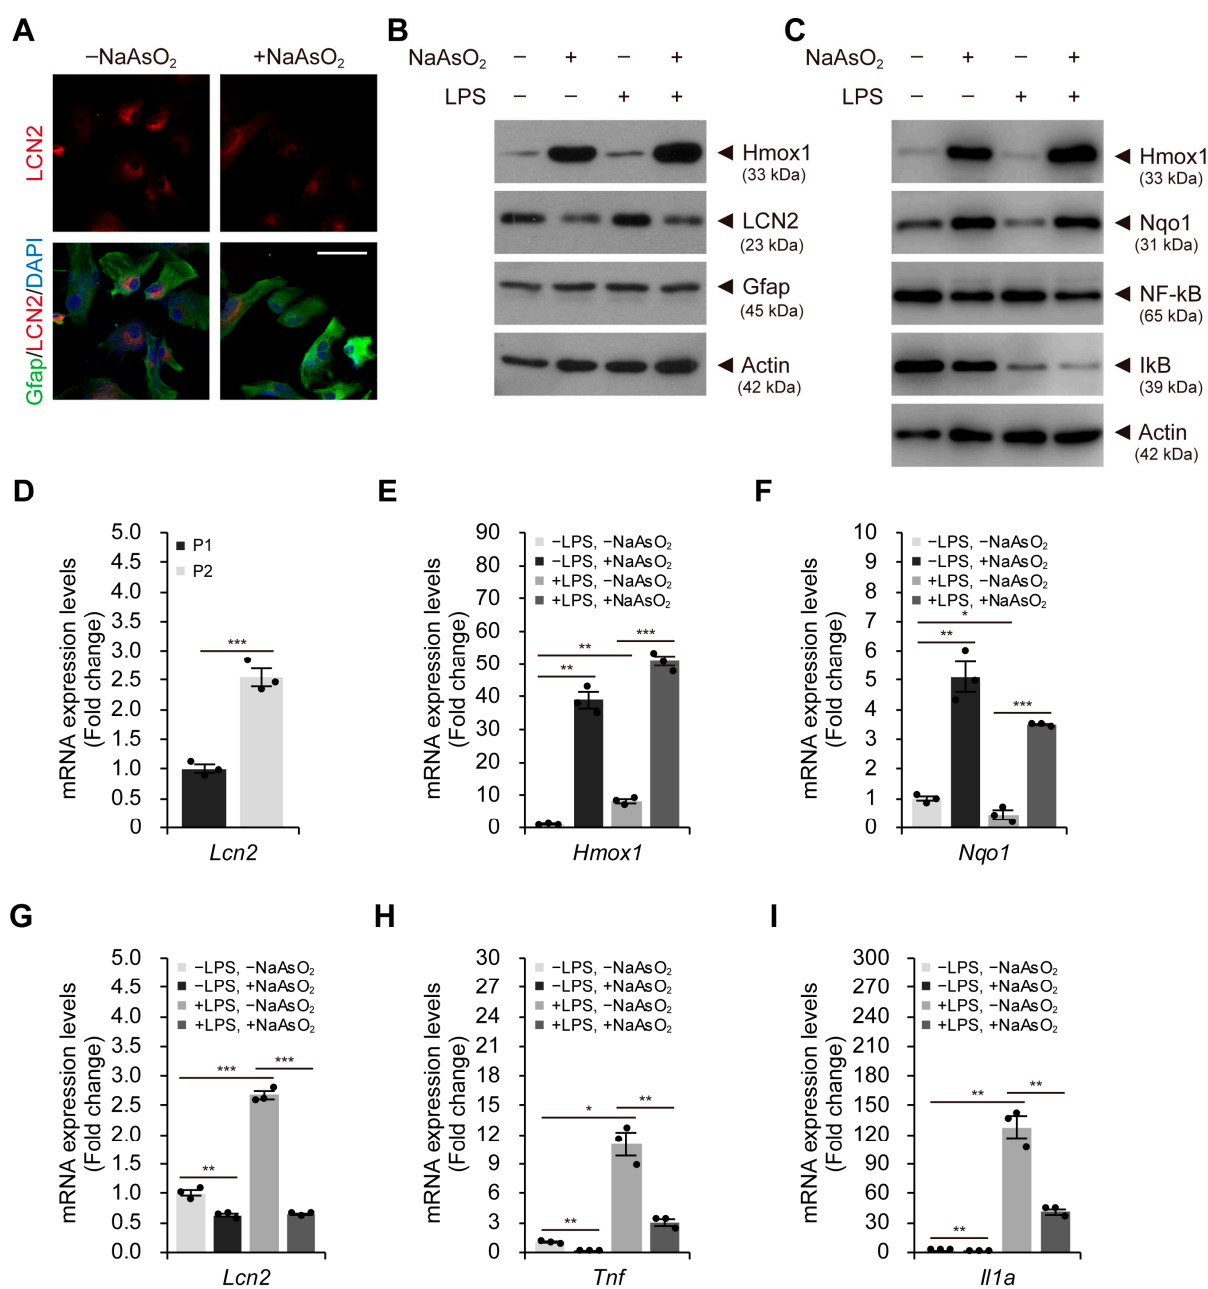 A
−NaAsO2
+NaAsO2
LCN2
Gfap/LCN2/DAPI
B
NaAsO2 − + − +
LPS − − + +
Hmox1
(33 kDa)
LCN2
(23 kDa)
Gfap
(45 kDa)
Actin
(42 kDa)
C
NaAsO2 − + − +
LPS − − + +
Hmox1
(33 kDa)
Nqo1
(31 kDa)
NF-kB
(65 kDa)
IkB
(39 kDa)
Actin
(42 kDa)
D
mRNA expression levels
(Fold change)
5.0
4.5
4.0
3.5
3.0
2.5
2.0
1.5
1.0
0.5
0
P1
P2
***
Lcn2
E
mRNA expression levels
(Fold change)
90
80
70
60
50
40
30
20
10
0
−LPS, −NaAsO2
−LPS, +NaAsO2
+LPS, −NaAsO2
+LPS, +NaAsO2
***
**
**
Hmox1
F
mRNA expression levels
(Fold change)
10
9
8
7
6
5
4
3
2
1
0
−LPS, −NaAsO2
−LPS, +NaAsO2
+LPS, −NaAsO2
+LPS, +NaAsO2
*
**
***
Nqo1
G
mRNA expression levels
(Fold change)
5.0
4.5
4.0
3.5
3.0
2.5
2.0
1.5
1.0
0.5
0.0
−LPS, −NaAsO2
−LPS, +NaAsO2
+LPS, −NaAsO2
+LPS, +NaAsO2
***
***
**
Lcn2
H
mRNA expression levels
(Fold change)
30
27
24
21
18
15
12
9
6
3
0
−LPS, −NaAsO2
−LPS, +NaAsO2
+LPS, −NaAsO2
+LPS, +NaAsO2
**
*
**
Tnf
I
mRNA expression levels
(Fold change)
300
270
240
210
180
150
120
90
60
30
0
−LPS, −NaAsO2
−LPS, +NaAsO2
+LPS, −NaAsO2
+LPS, +NaAsO2
**
**
**
Il1a